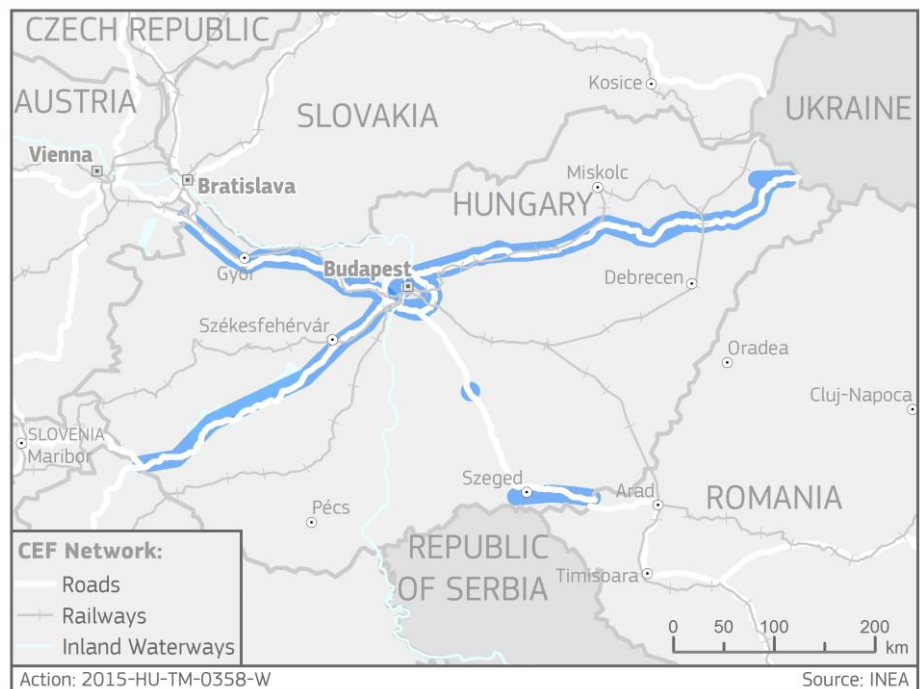 CZECH REPUBLIC
Kosice
AUSTRIA
SLOVAKIA
UKRAINE
Vienna
Bratislava
Miskolc
HUNGARY
Győr
Budapest
Debrecen
Székesfehérvár
Oradea
Cluj-Napoca
SLOVENIA
Maribor
Szeged
Arad
Pécs
ROMANIA
REPUBLIC
OF SERBIA
Timisoara
CEF Network:
Roads
Railways
Inland Waterways
0 50 100 200
km
Action: 2015-HU-TM-0358-W
Source: INEA